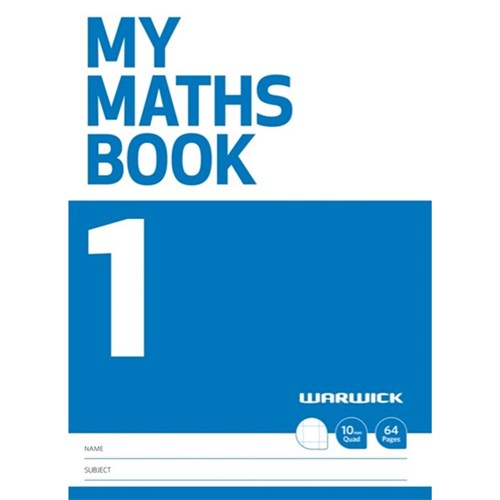 MY
MATHS
BOOK
1
WARWICK
10mm
Quad
64
Pages
NAME
SUBJECT